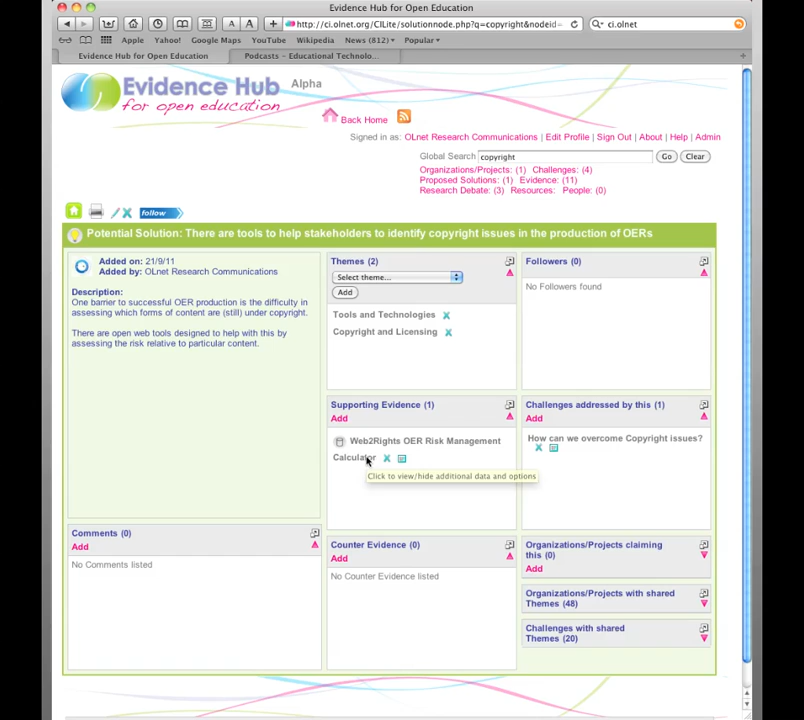 Evidence Hub for Open Education
A A
http://ci.olnet.org/CILite/solutionnode.php?q=copyright&nodeid=
ci.olnet
Apple Yahoo! Google Maps YouTube Wikipedia News (812) Popular
Evidence Hub for Open Education
Podcasts – Educational Technolo...
Evidence Hub
for open education
Alpha
Back Home
Signed in as: OLnet Research Communications | Edit Profile | Sign Out | About | Help | Admin
Global Search copyright Go Clear
Organizations/Projects: (1) Challenges: (4)
Proposed Solutions: (1) Evidence: (11)
Research Debate: (3) Resources: People: (0)
follow
Potential Solution: There are tools to help stakeholders to identify copyright issues in the production of OERs
Added on: 21/9/11
Added by: OLnet Research Communications
Description:
One barrier to successful OER production is the difficulty in
assessing which forms of content are (still) under copyright.
There are open web tools designed to help with this by
assessing the risk relative to particular content.
Themes (2)
Select theme...
Add
Tools and Technologies
Copyright and Licensing
Followers (0)
No Followers found
Supporting Evidence (1)
Add
Web2Rights OER Risk Management
Calculator
Click to view/hide additional data and options
Challenges addressed by this (1)
Add
How can we overcome Copyright issues?
Comments (0)
Add
No Comments listed
Counter Evidence (0)
Add
No Counter Evidence listed
Organizations/Projects claiming
this (0)
Add
Organizations/Projects with shared
Themes (48)
Challenges with shared
Themes (20)